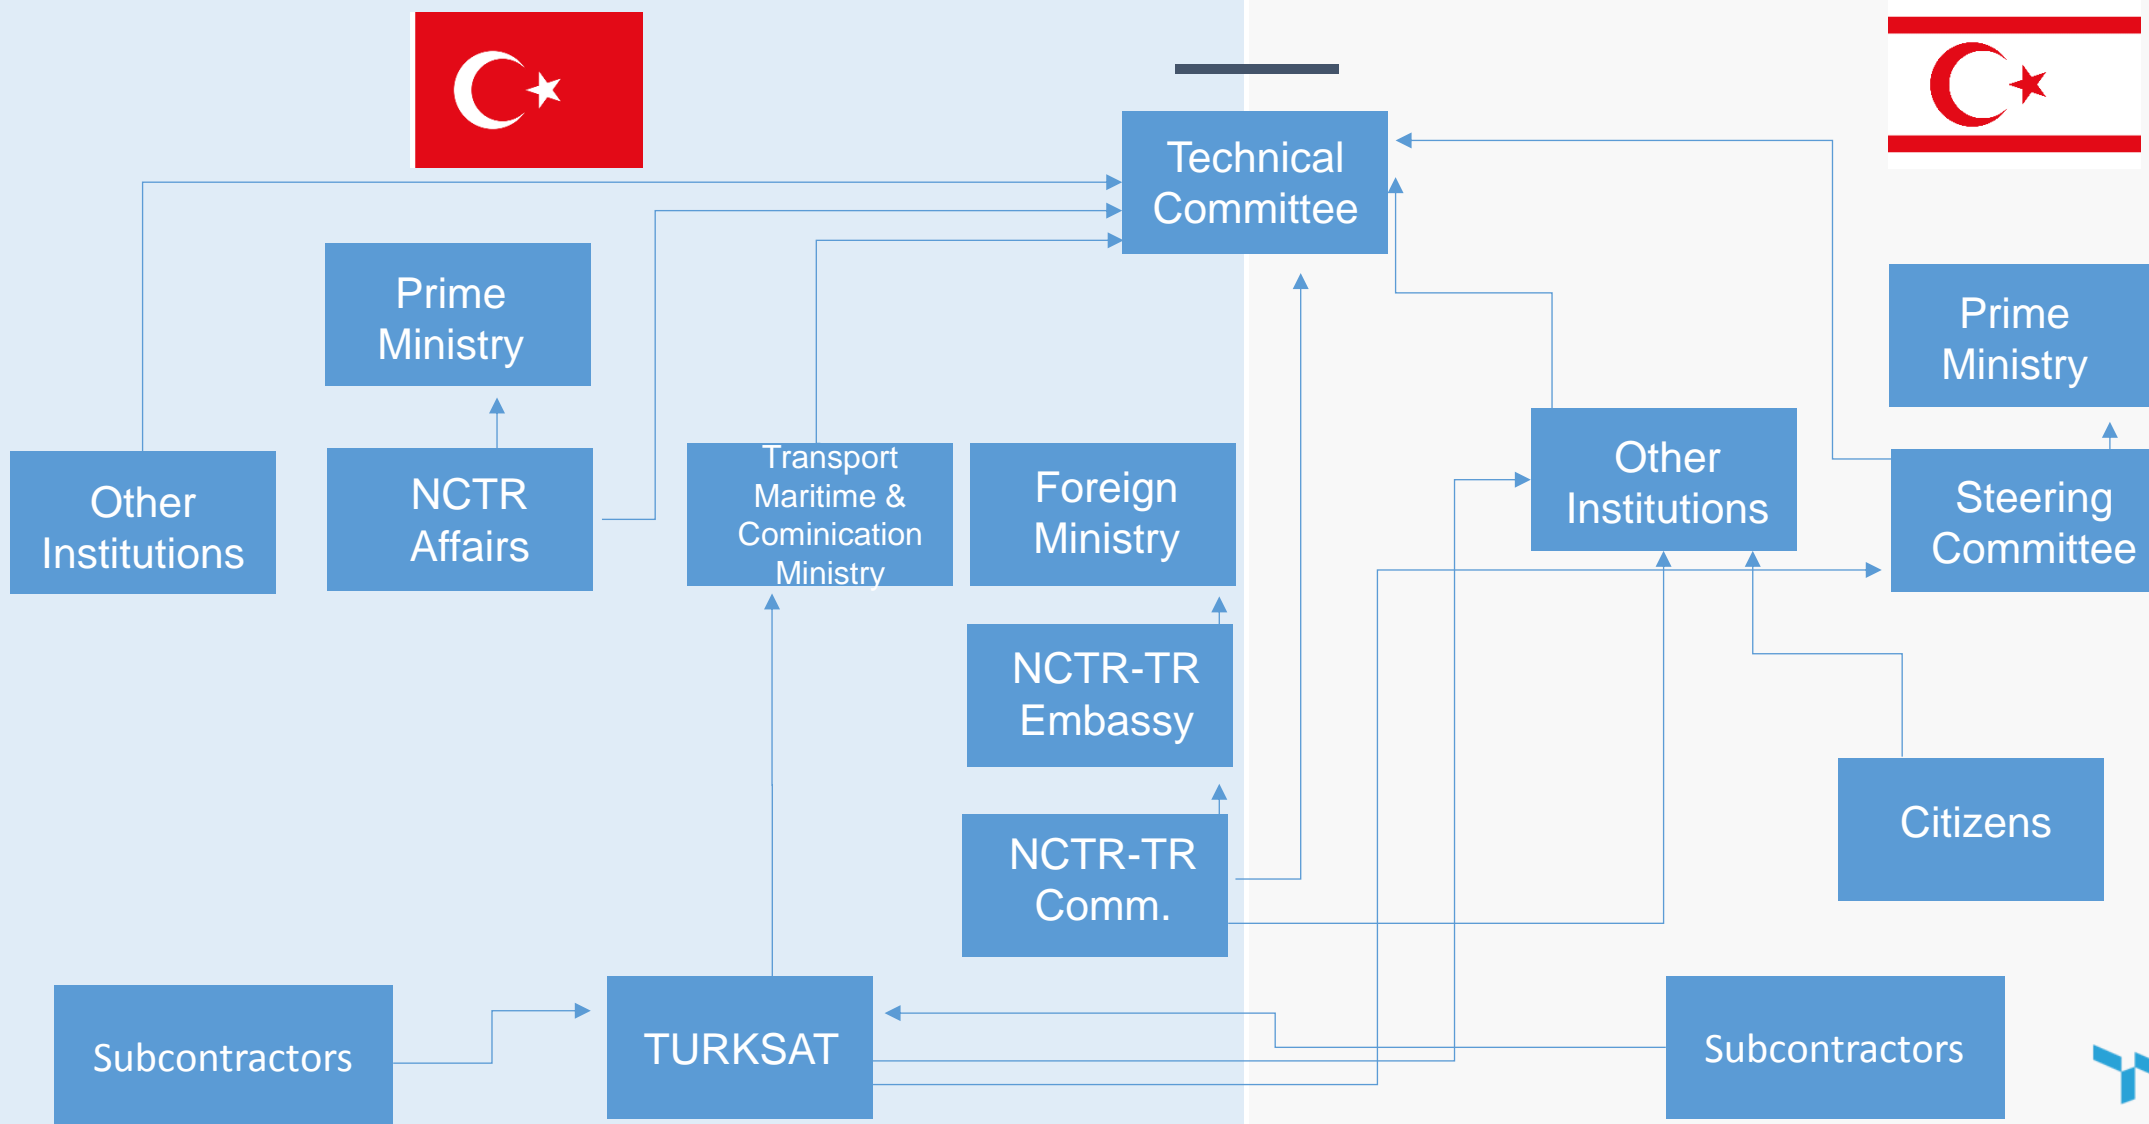 Technical
Committee
Prime
Ministry
Prime
Ministry
Other
Institutions
NCTR
Affairs
Transport
Maritime &
Cominication
Ministry
Foreign
Ministry
Other
Institutions
Steering
Committee
NCTR-TR
Embassy
NCTR-TR
Comm.
Citizens
Subcontractors
TURKSAT
Subcontractors